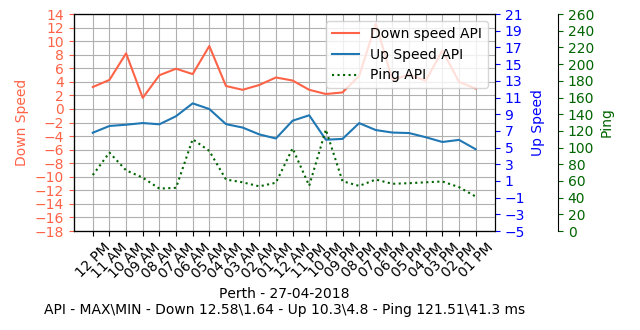 14
12
10
8
6
4
2
0
−2
−4
−6
−8
−10
−12
−14
−16
−18
Down Speed
Down speed API
Up Speed API
Ping API
21
19
17
15
13
11
9
7
5
3
1
−1
−3
−5
Up Speed
260
240
220
200
180
160
140
120
100
80
60
40
20
0
Ping
12 PM
11 AM
10 AM
09 AM
08 AM
07 AM
06 AM
05 AM
04 AM
03 AM
02 AM
01 AM
12 AM
11 PM
10 PM
09 PM
08 PM
07 PM
06 PM
05 PM
04 PM
03 PM
02 PM
01 PM
Perth - 27-04-2018
API - MAX\MIN - Down 12.58\1.64 - Up 10.3\4.8 - Ping 121.51\41.3 ms